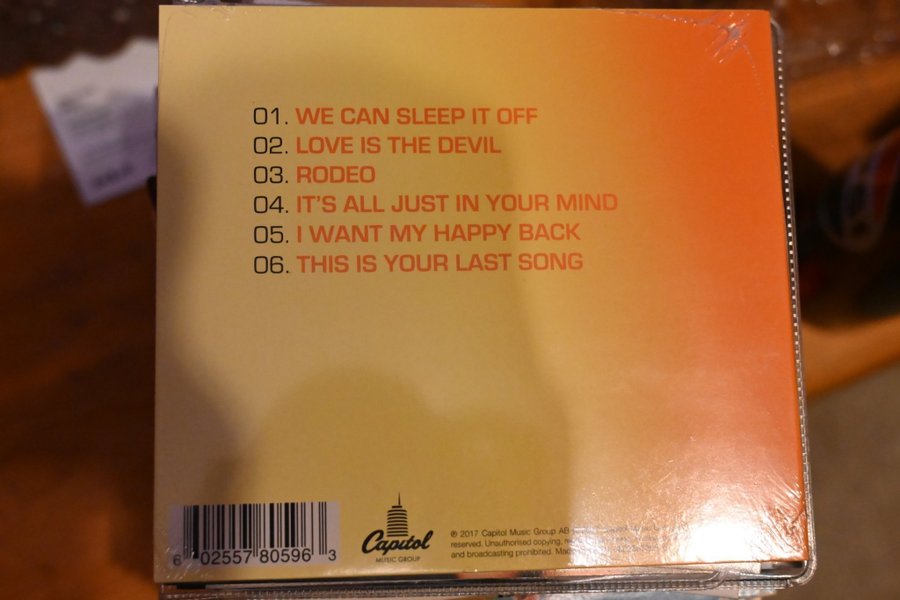 01. WE CAN SLEEP IT OFF
02. LOVE IS THE DEVIL
03. RODEO
04. IT'S ALL JUST IN YOUR MIND
05. I WANT MY HAPPY BACK
06. THIS IS YOUR LAST SONG
6 02557 80596 3
Capitol
MUSIC GROUP
℗ 2017 Capitol Music Group AB
reserved. Unauthorised copying,
and broadcasting prohibited.